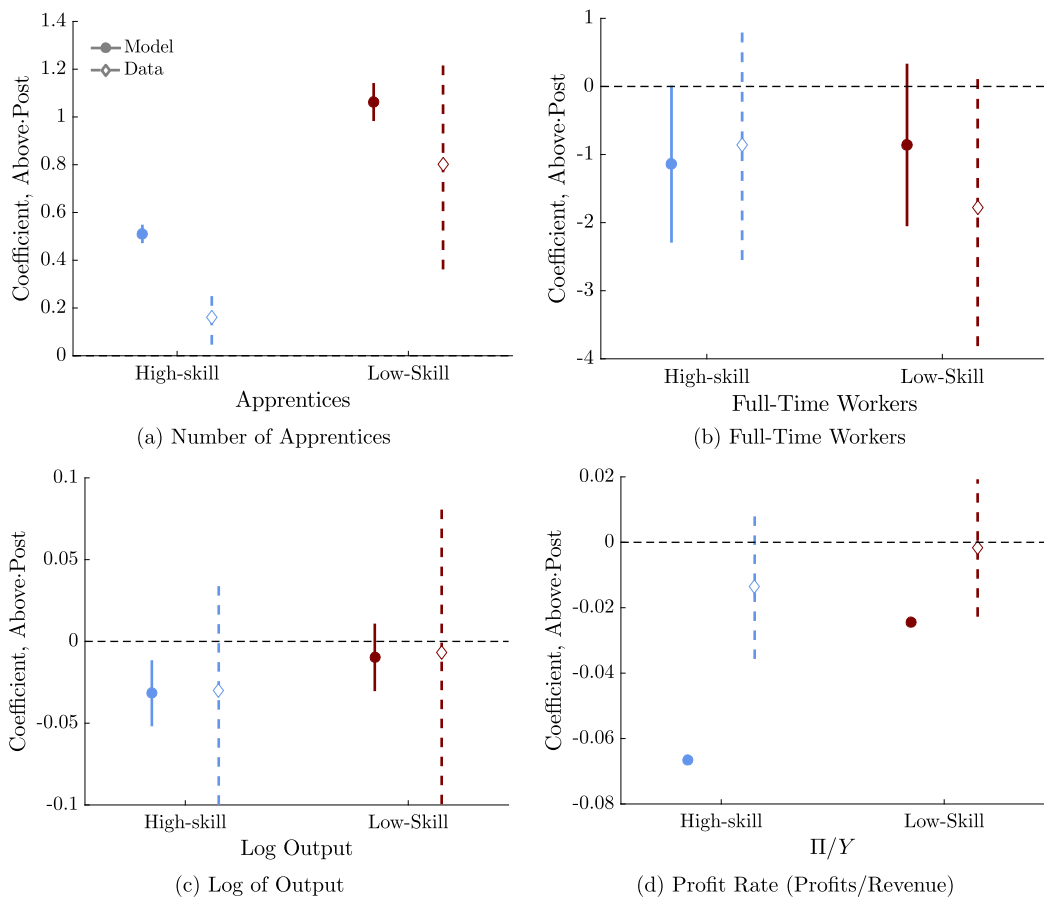 Coefficient, Above·Post
1.4
1.2
1
0.8
0.6
0.4
0.2
0
Model
Data
High-skill
Low-Skill
Apprentices
(a) Number of Apprentices
Coefficient, Above·Post
1
0
-1
-2
-3
-4
High-skill
Low-Skill
Full-Time Workers
(b) Full-Time Workers
Coefficient, Above·Post
0.1
0.05
0
-0.05
-0.1
High-skill
Low-Skill
Log Output
(c) Log of Output
Coefficient, Above·Post
0.02
0
-0.02
-0.04
-0.06
-0.08
High-skill
Low-Skill
Π/Y
(d) Profit Rate (Profits/Revenue)